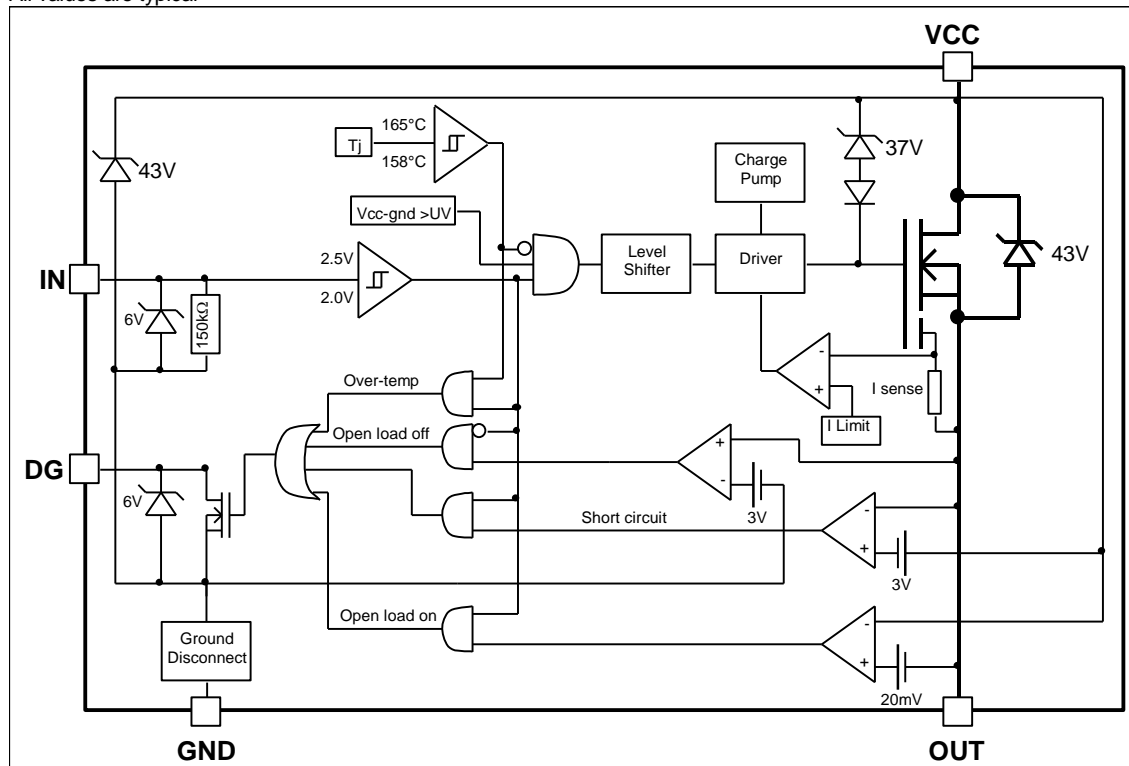 All values are typical
VCC
165°C
Tj
158°C
43V
37V
Charge
Pump
Vcc-gnd >UV
Level
Shifter
Driver
43V
IN
2.5V
2.0V
6V
150kΩ
Over-temp
I sense
I Limit
Open load off
+
-
-
+
DG
6V
3V
Short circuit
-
+
3V
Open load on
Ground
Disconnect
-
+
20mV
GND
OUT